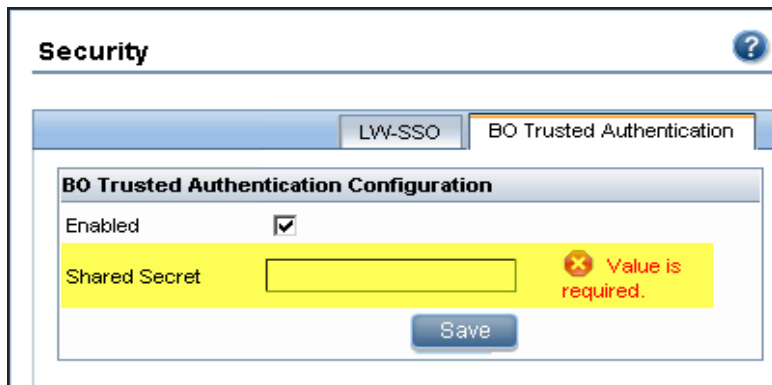 Security
?
LW-SSO
BO Trusted Authentication
BO Trusted Authentication Configuration
Enabled
Shared Secret
Value is
required.
Save